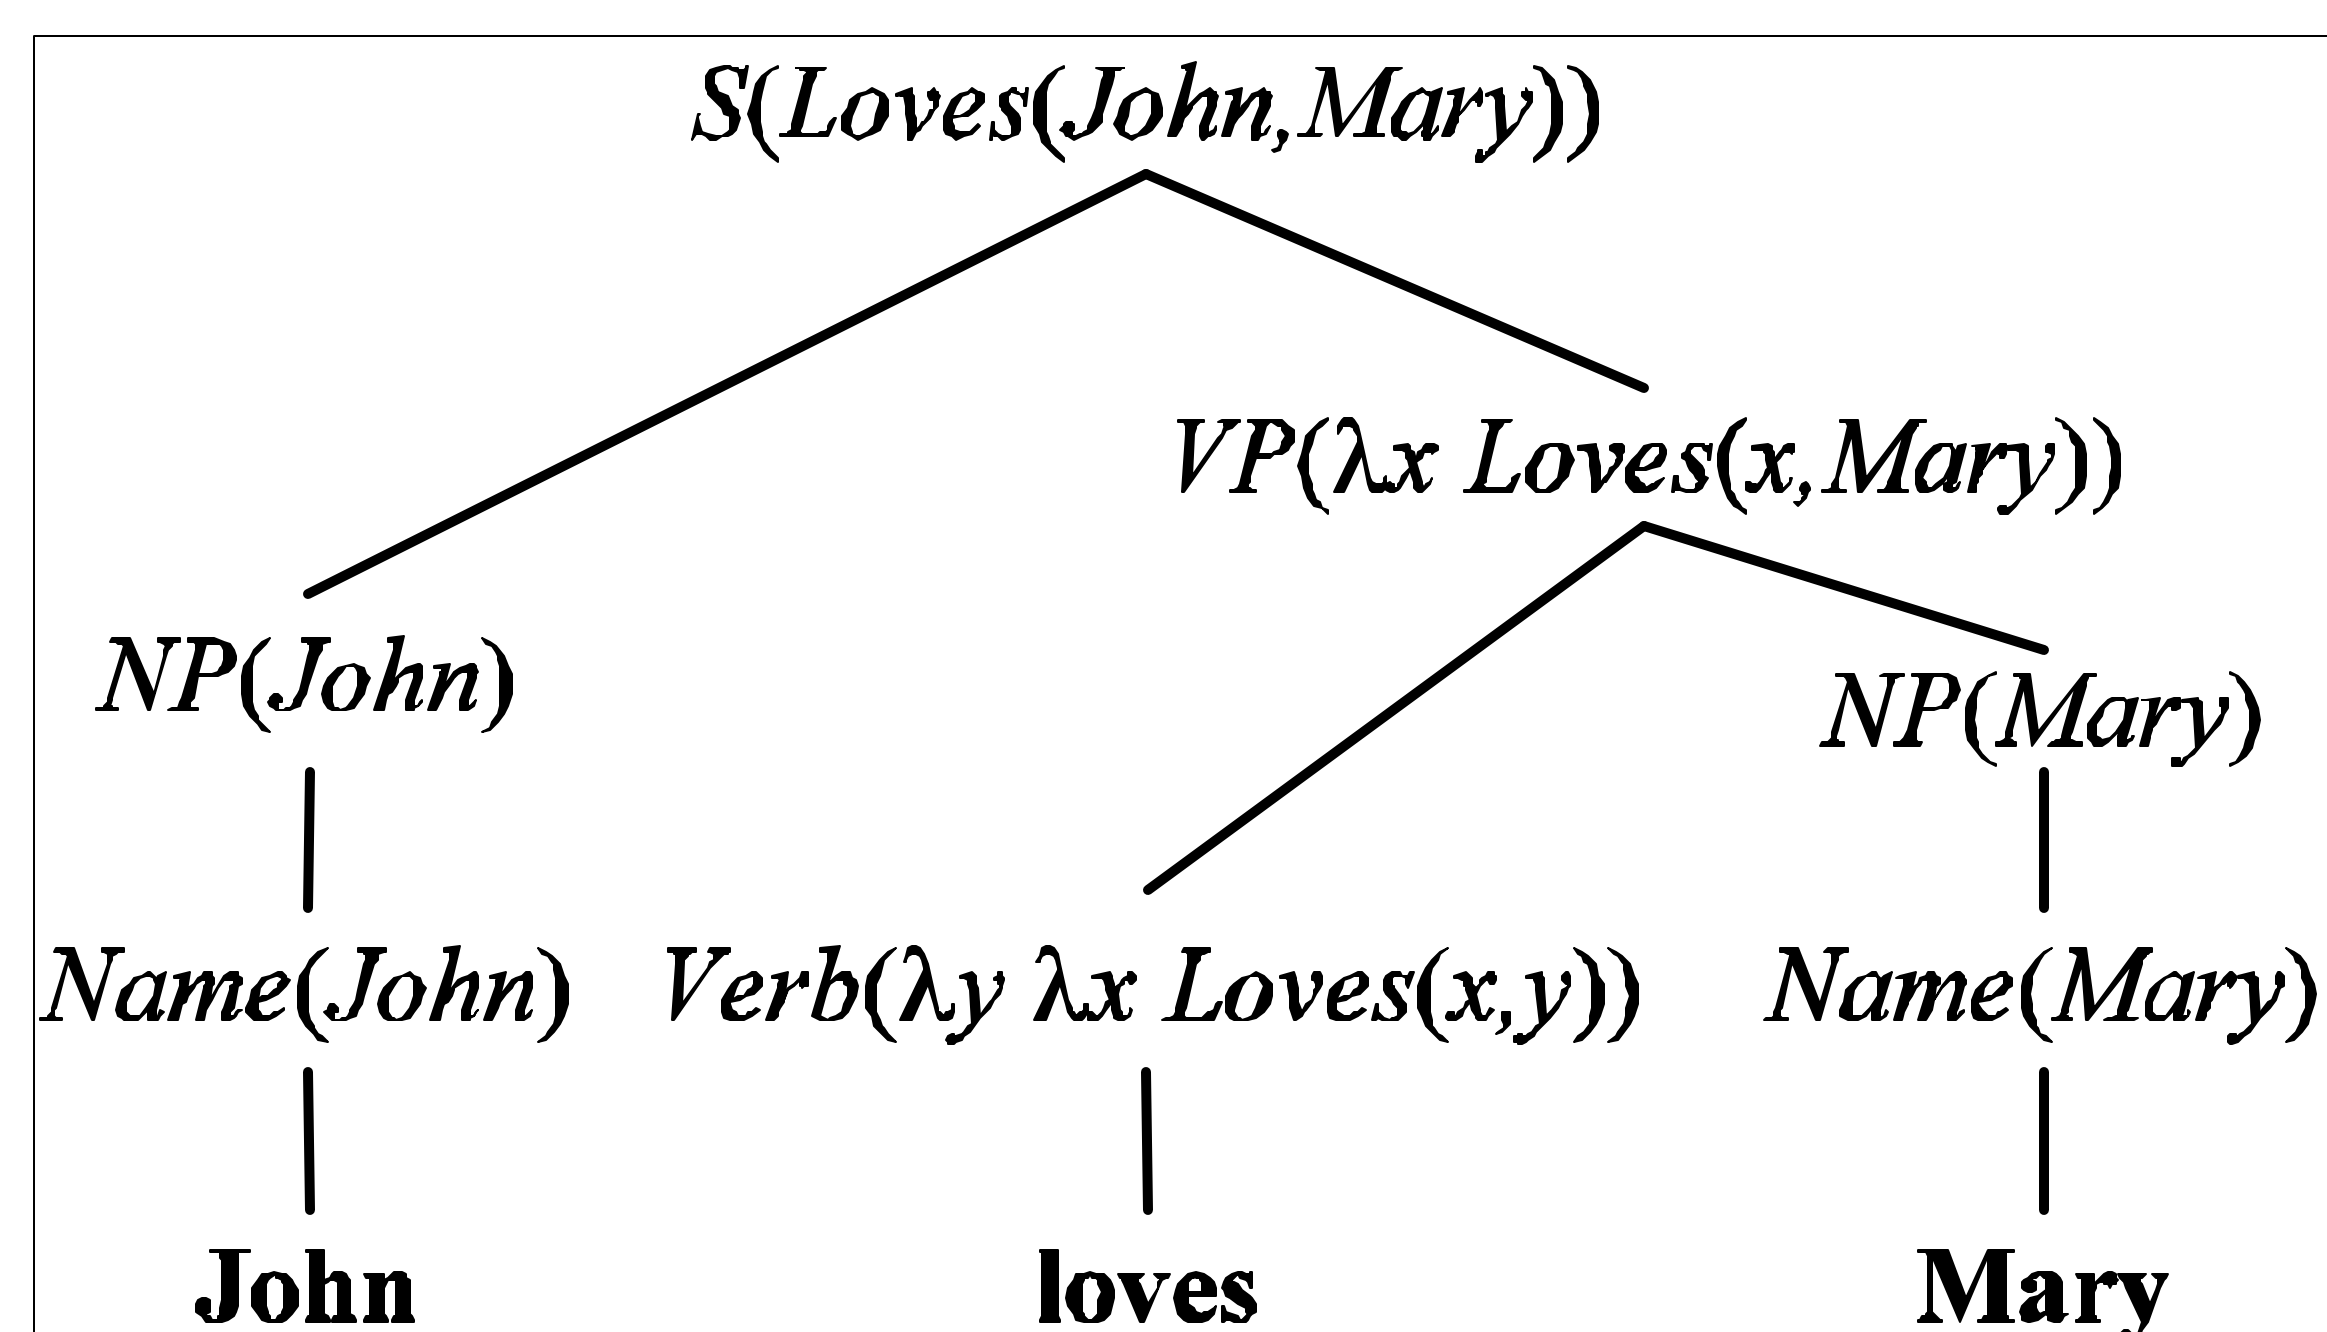 S(Loves(John,Mary))
VP(λx Loves(x,Mary))
NP(John)
NP(Mary)
Name(John) Verb(λy λx Loves(x,y)) Name(Mary)
John loves Mary